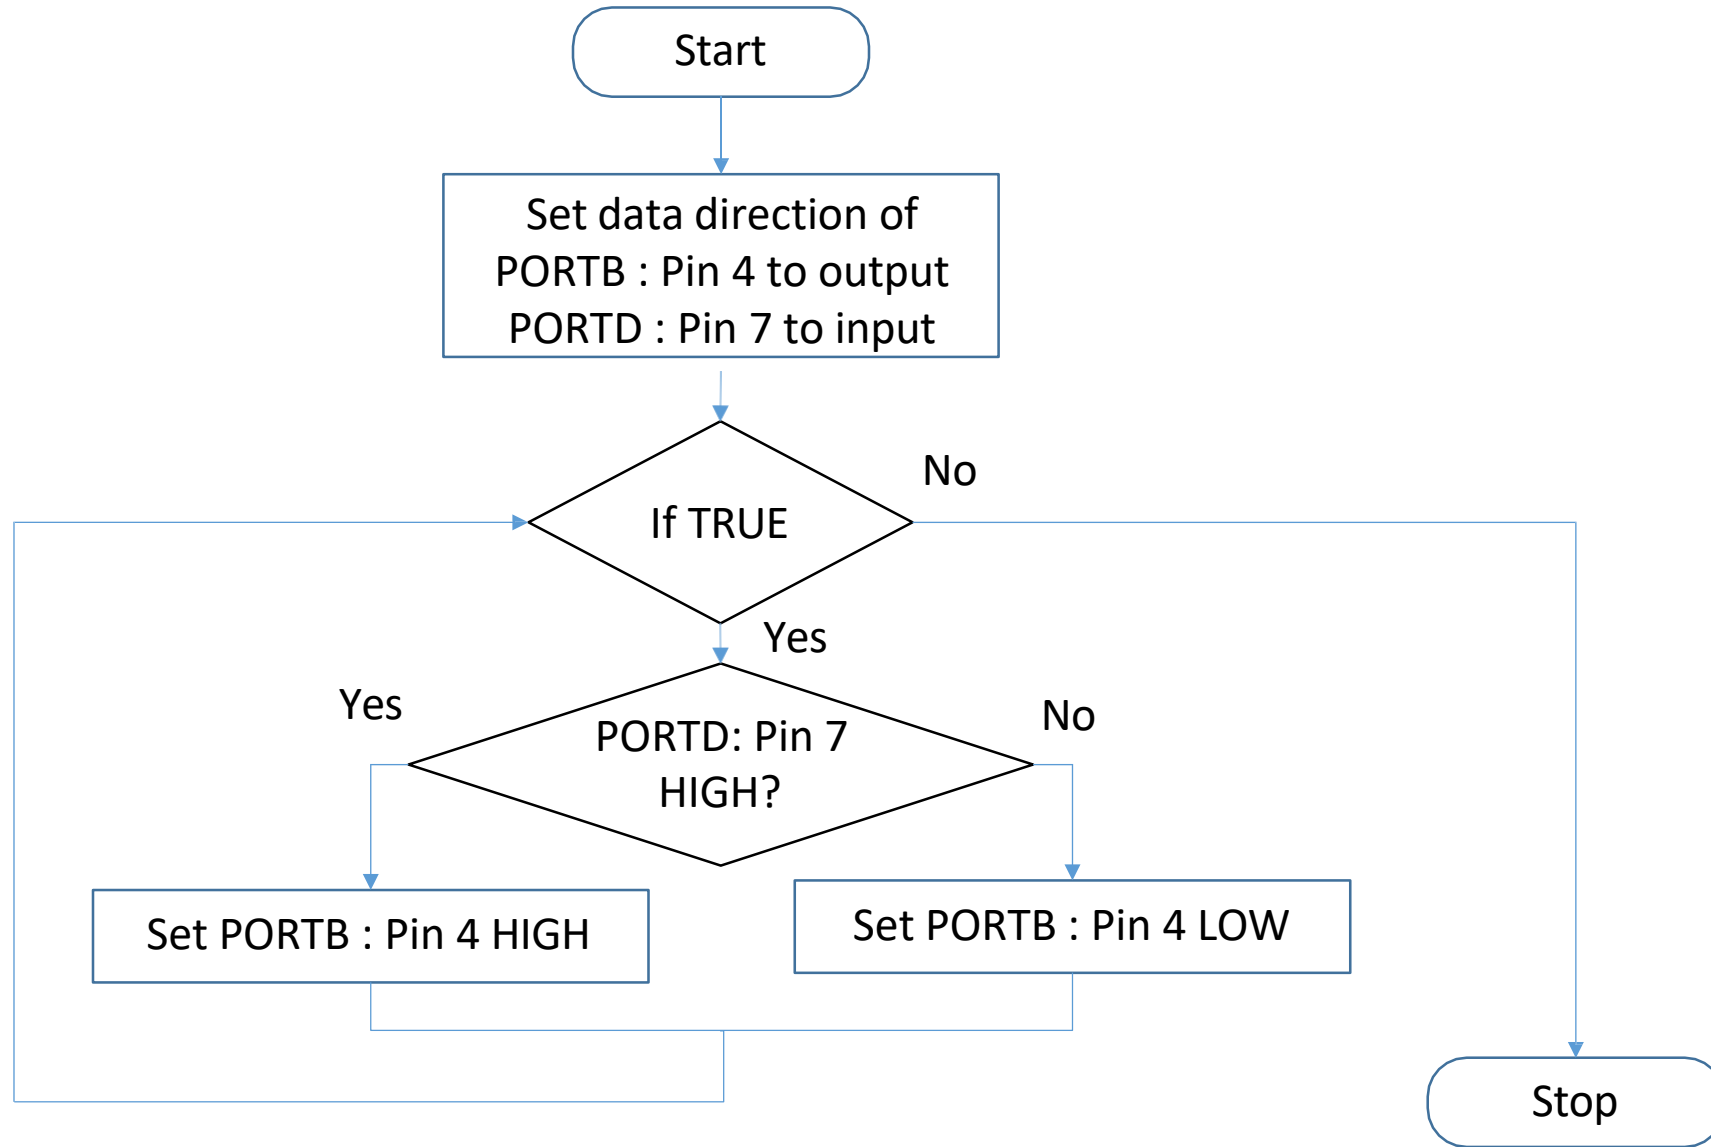 Start
Set data direction of
PORTB : Pin 4 to output
PORTD : Pin 7 to input
No
If TRUE
Yes
Yes
No
PORTD: Pin 7
HIGH?
Set PORTB : Pin 4 HIGH
Set PORTB : Pin 4 LOW
Stop